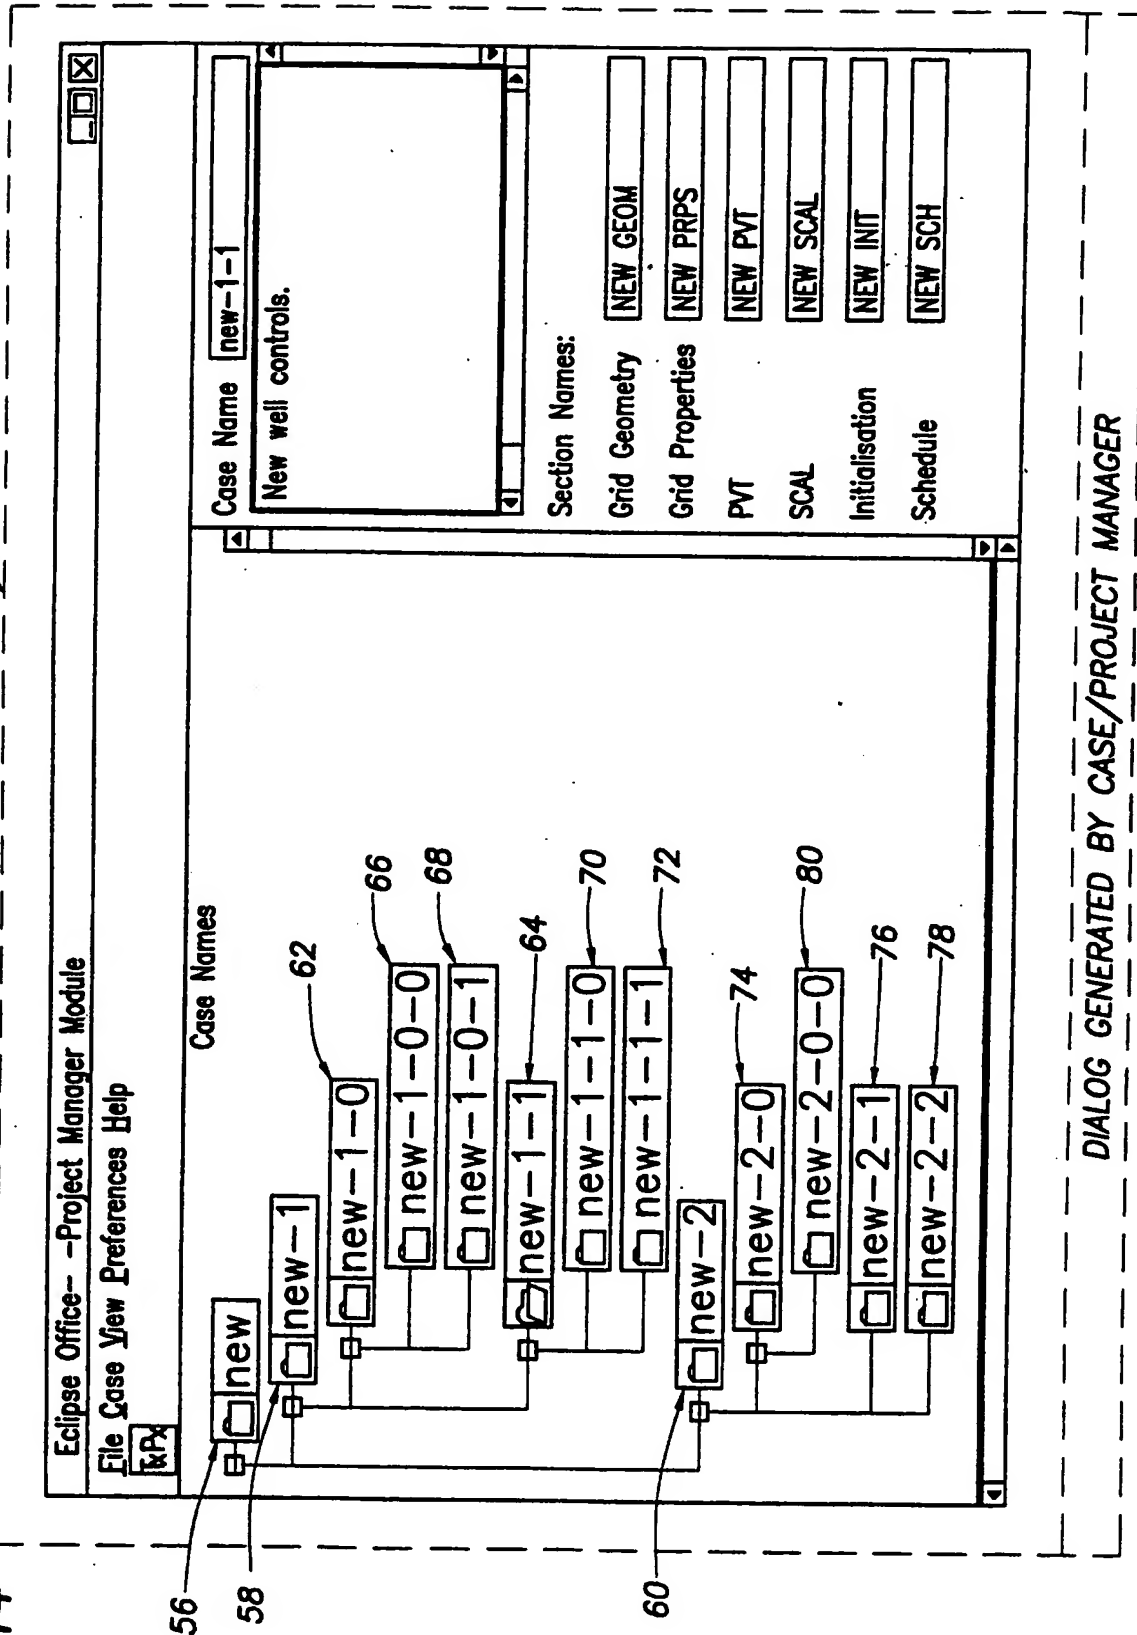 Eclipse Office- -Project Manager Module
File Case View Preferences Help
TxPx
Case Names
56
new
58
new-1
62
new-1-0
66
new-1-0-0
68
new-1-0-1
64
new-1-1
70
new-1-1-0
72
new-1-1-1
60
new-2
74
new-2-0
80
new-2-0-0
76
new-2-1
78
new-2-2
Case Name new-1-1
New well controls.
Section Names:
Grid Geometry NEW GEOM
Grid Properties NEW PRPS
PVT NEW PVT
SCAL NEW SCAL
Initialisation NEW INIT
Schedule NEW SCH
DIALOG GENERATED BY CASE/PROJECT MANAGER